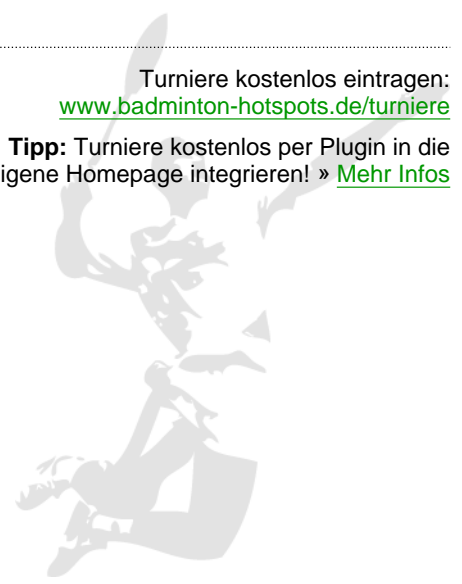 Turniere kostenlos eintragen:
www.badminton-hotspots.de/turniere
Tipp: Turniere kostenlos per Plugin in die
igene Homepage integrieren! » Mehr Infos